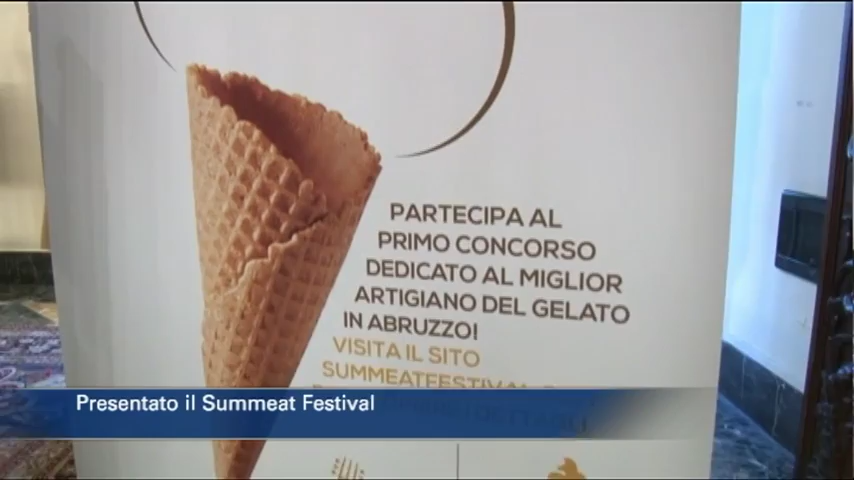 PARTECIPA AL
PRIMO CONCORSO
DEDICATO AL MIGLIOR
ARTIGIANO DEL GELATO
IN ABRUZZO!
VISITA IL SITO
SUMMEATFESTIVAL
Presentato il Summeat Festival